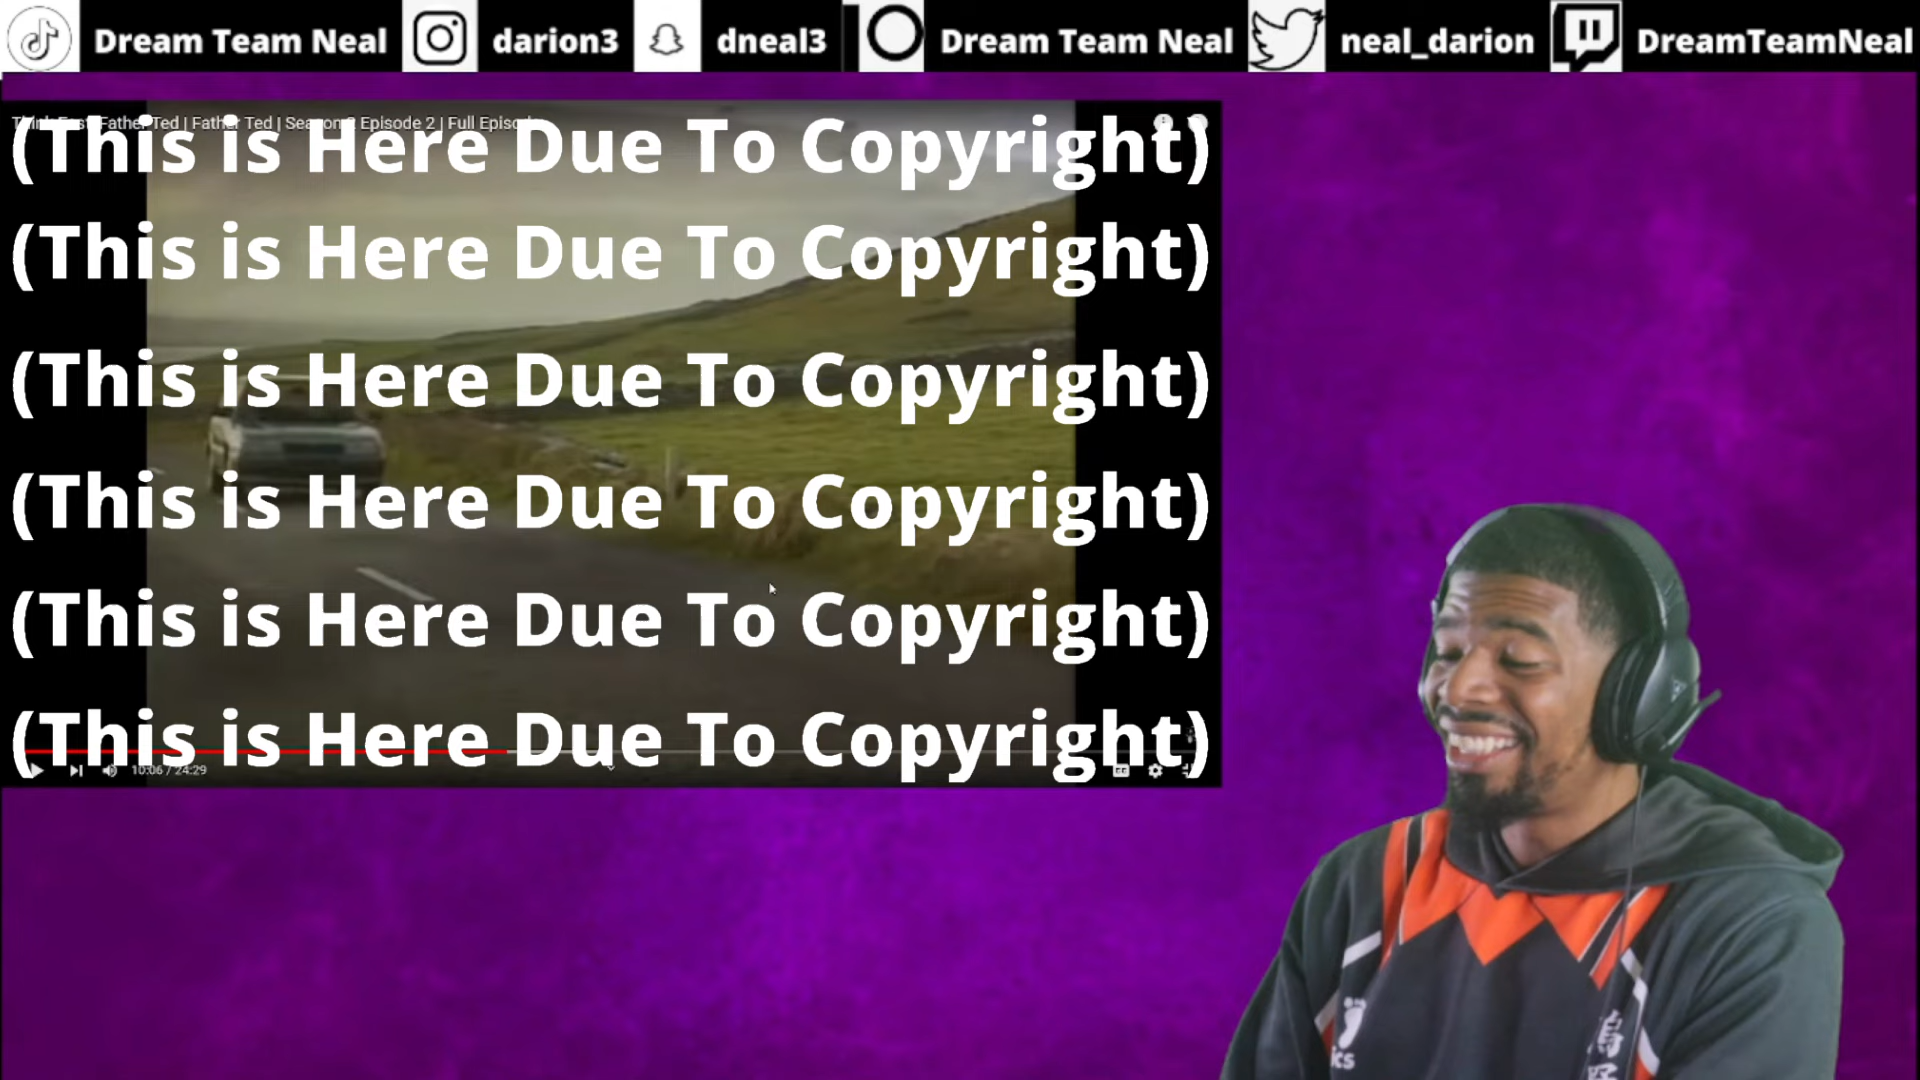 Dream Team Neal darion3 dneal3 Dream Team Neal neal_darion DreamTeamNeal
Father Ted | Father Ted | Season Episode 2 | Full
(This is Here Due To Copyright)
(This is Here Due To Copyright)
(This is Here Due To Copyright)
(This is Here Due To Copyright)
(This is Here Due To Copyright)
(This is Here Due To Copyright)
10:06 / 24:29
ics